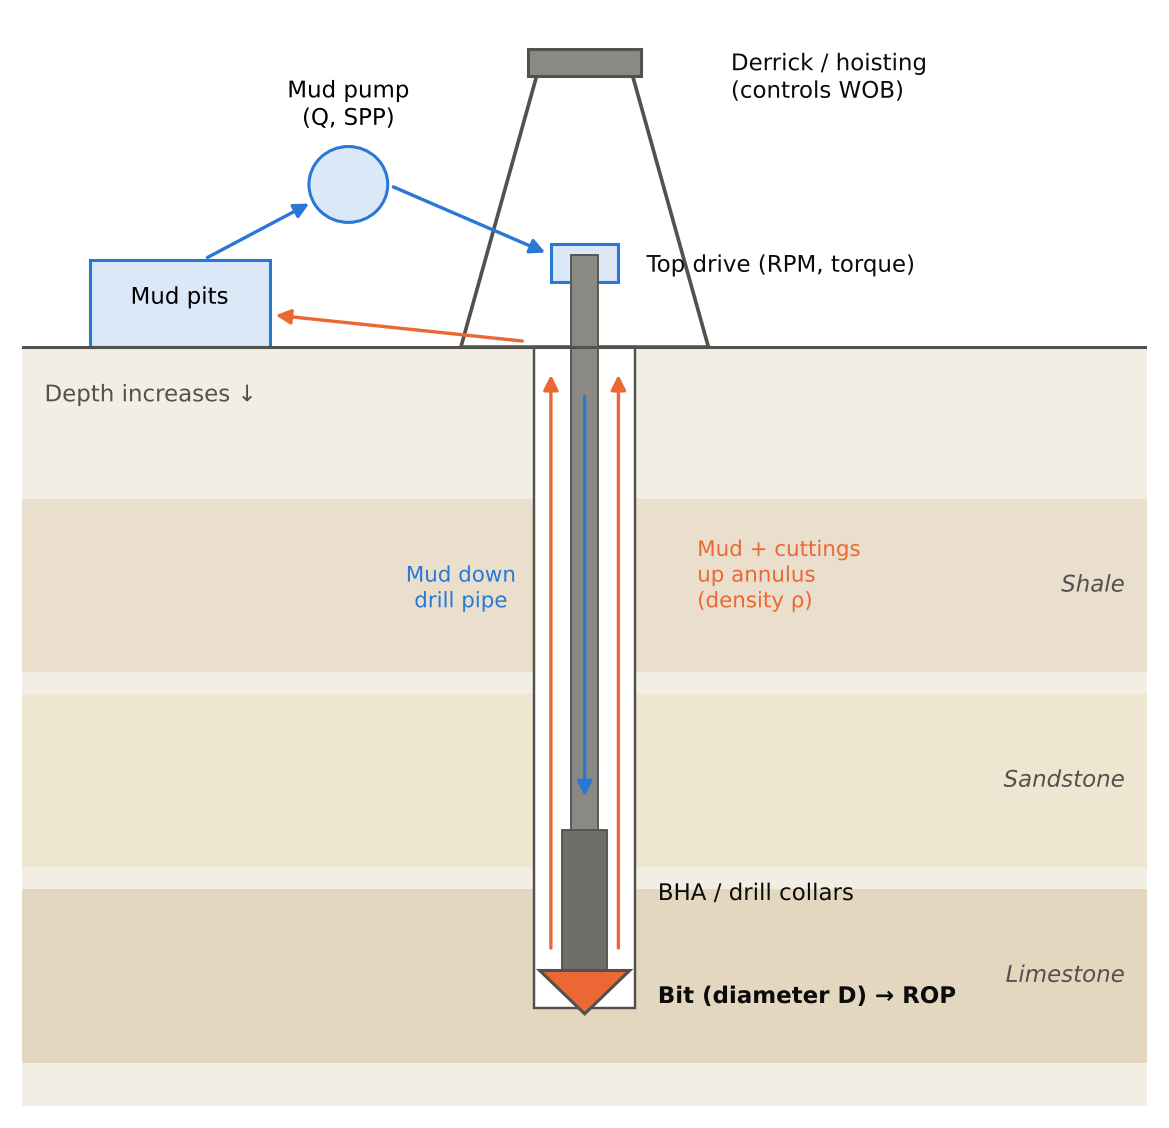 Derrick / hoisting
(controls WOB)
Mud pump
(Q, SPP)
Top drive (RPM, torque)
Mud pits
Depth increases ↓
Mud down
drill pipe
Mud + cuttings
up annulus
(density ρ)
Shale
Sandstone
BHA / drill collars
Limestone
Bit (diameter D) → ROP